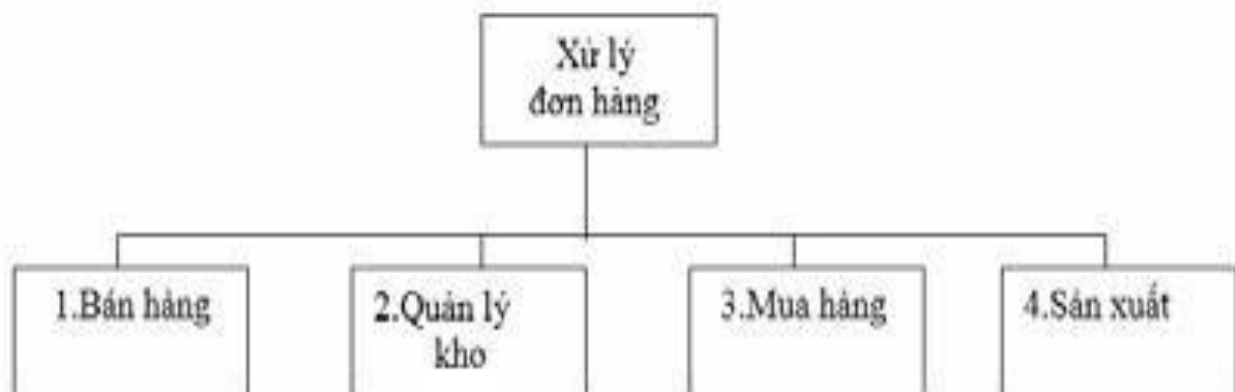 Xử lý
đơn hàng
1.Bán hàng
2.Quản lý
kho
3.Mua hàng
4.Sản xuất